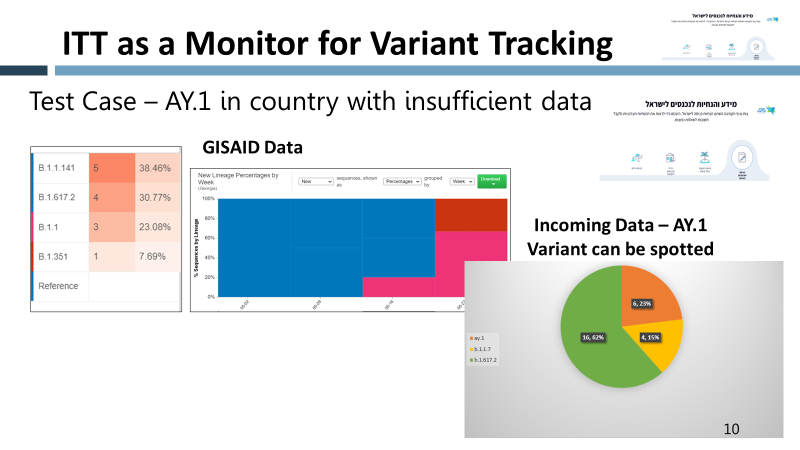 ITT as a Monitor for Variant Tracking
מידע והנחיות לנכנסים לישראל
Test Case – AY.1 in country with insufficient data
מידע והנחיות לנכנסים לישראל
GISAID Data
B.1.1.141 5 38.46%
B.1.617.2 4 30.77%
B.1.1 3 23.08%
B.1.351 1 7.69%
Reference
New Lineage Percentages by
Week
(Georgia)
New sequences, shown as Percentages grouped by Week Download
% Sequences by Lineage
100%
80%
60%
40%
20%
0%
Incoming Data – AY.1
Variant can be spotted
6, 23%
16, 62%
4, 15%
ay.1
b.1.1.7
b.1.617.2
10